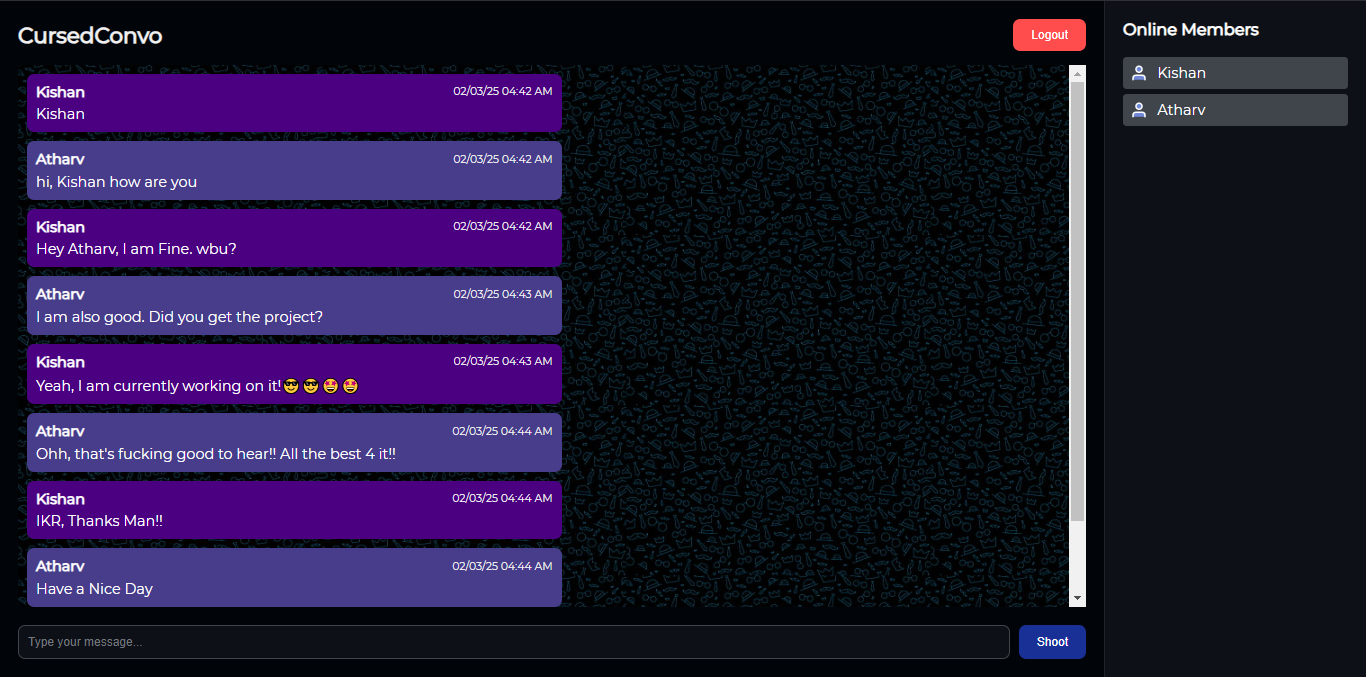 CursedConvo
Logout
Kishan 02/03/25 04:42 AM
Kishan
Atharv 02/03/25 04:42 AM
hi, Kishan how are you
Kishan 02/03/25 04:42 AM
Hey Atharv, I am Fine. wbu?
Atharv 02/03/25 04:43 AM
I am also good. Did you get the project?
Kishan 02/03/25 04:43 AM
Yeah, I am currently working on it!😎😎🤩🤩
Atharv 02/03/25 04:44 AM
Ohh, that's fucking good to hear!! All the best 4 it!!
Kishan 02/03/25 04:44 AM
IKR, Thanks Man!!
Atharv 02/03/25 04:44 AM
Have a Nice Day
Type your message...
Shoot
Online Members
Kishan
Atharv